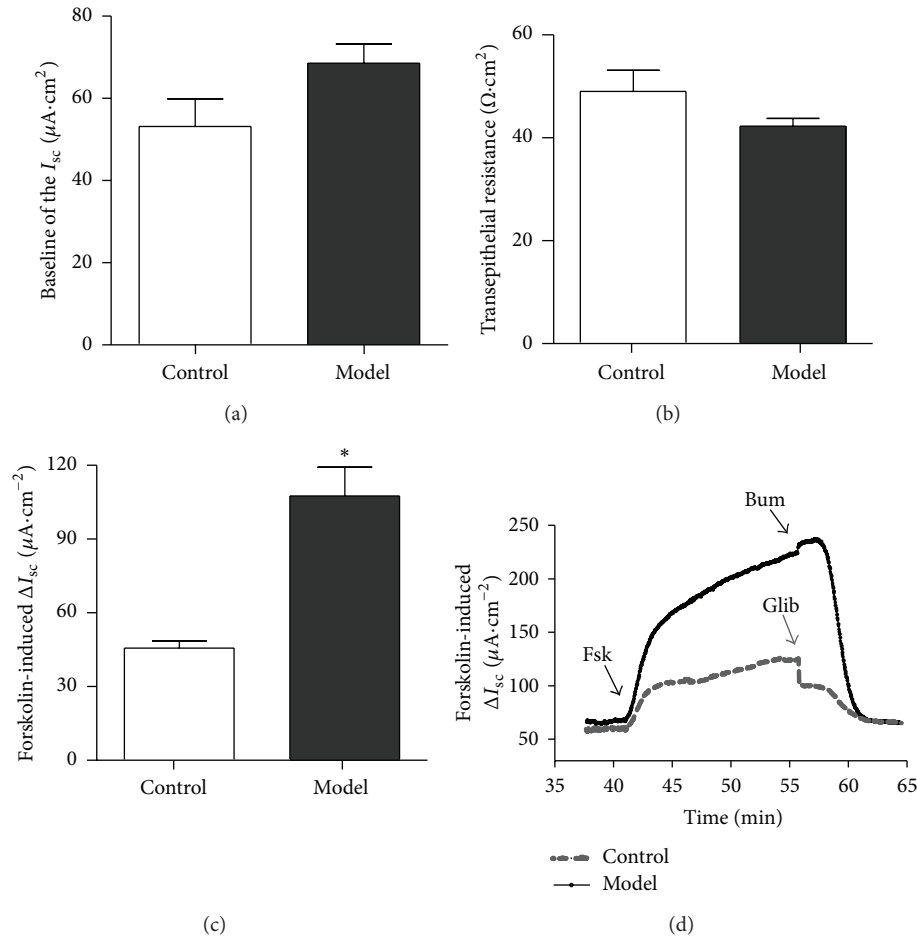 Baseline of the I_sc (μA·cm²)
80
60
40
20
0
Control
Model
(a)
Transepithelial resistance (Ω·cm²)
60
40
20
0
Control
Model
(b)
Forskolin-induced ΔI_sc (μA·cm⁻²)
120
90
60
30
0
*
Control
Model
(c)
Forskolin-induced
ΔI_sc (μA·cm⁻²)
250
200
150
100
50
Fsk
Bum
Glib
35 40 45 50 55 60 65
Time (min)
Control
Model
(d)